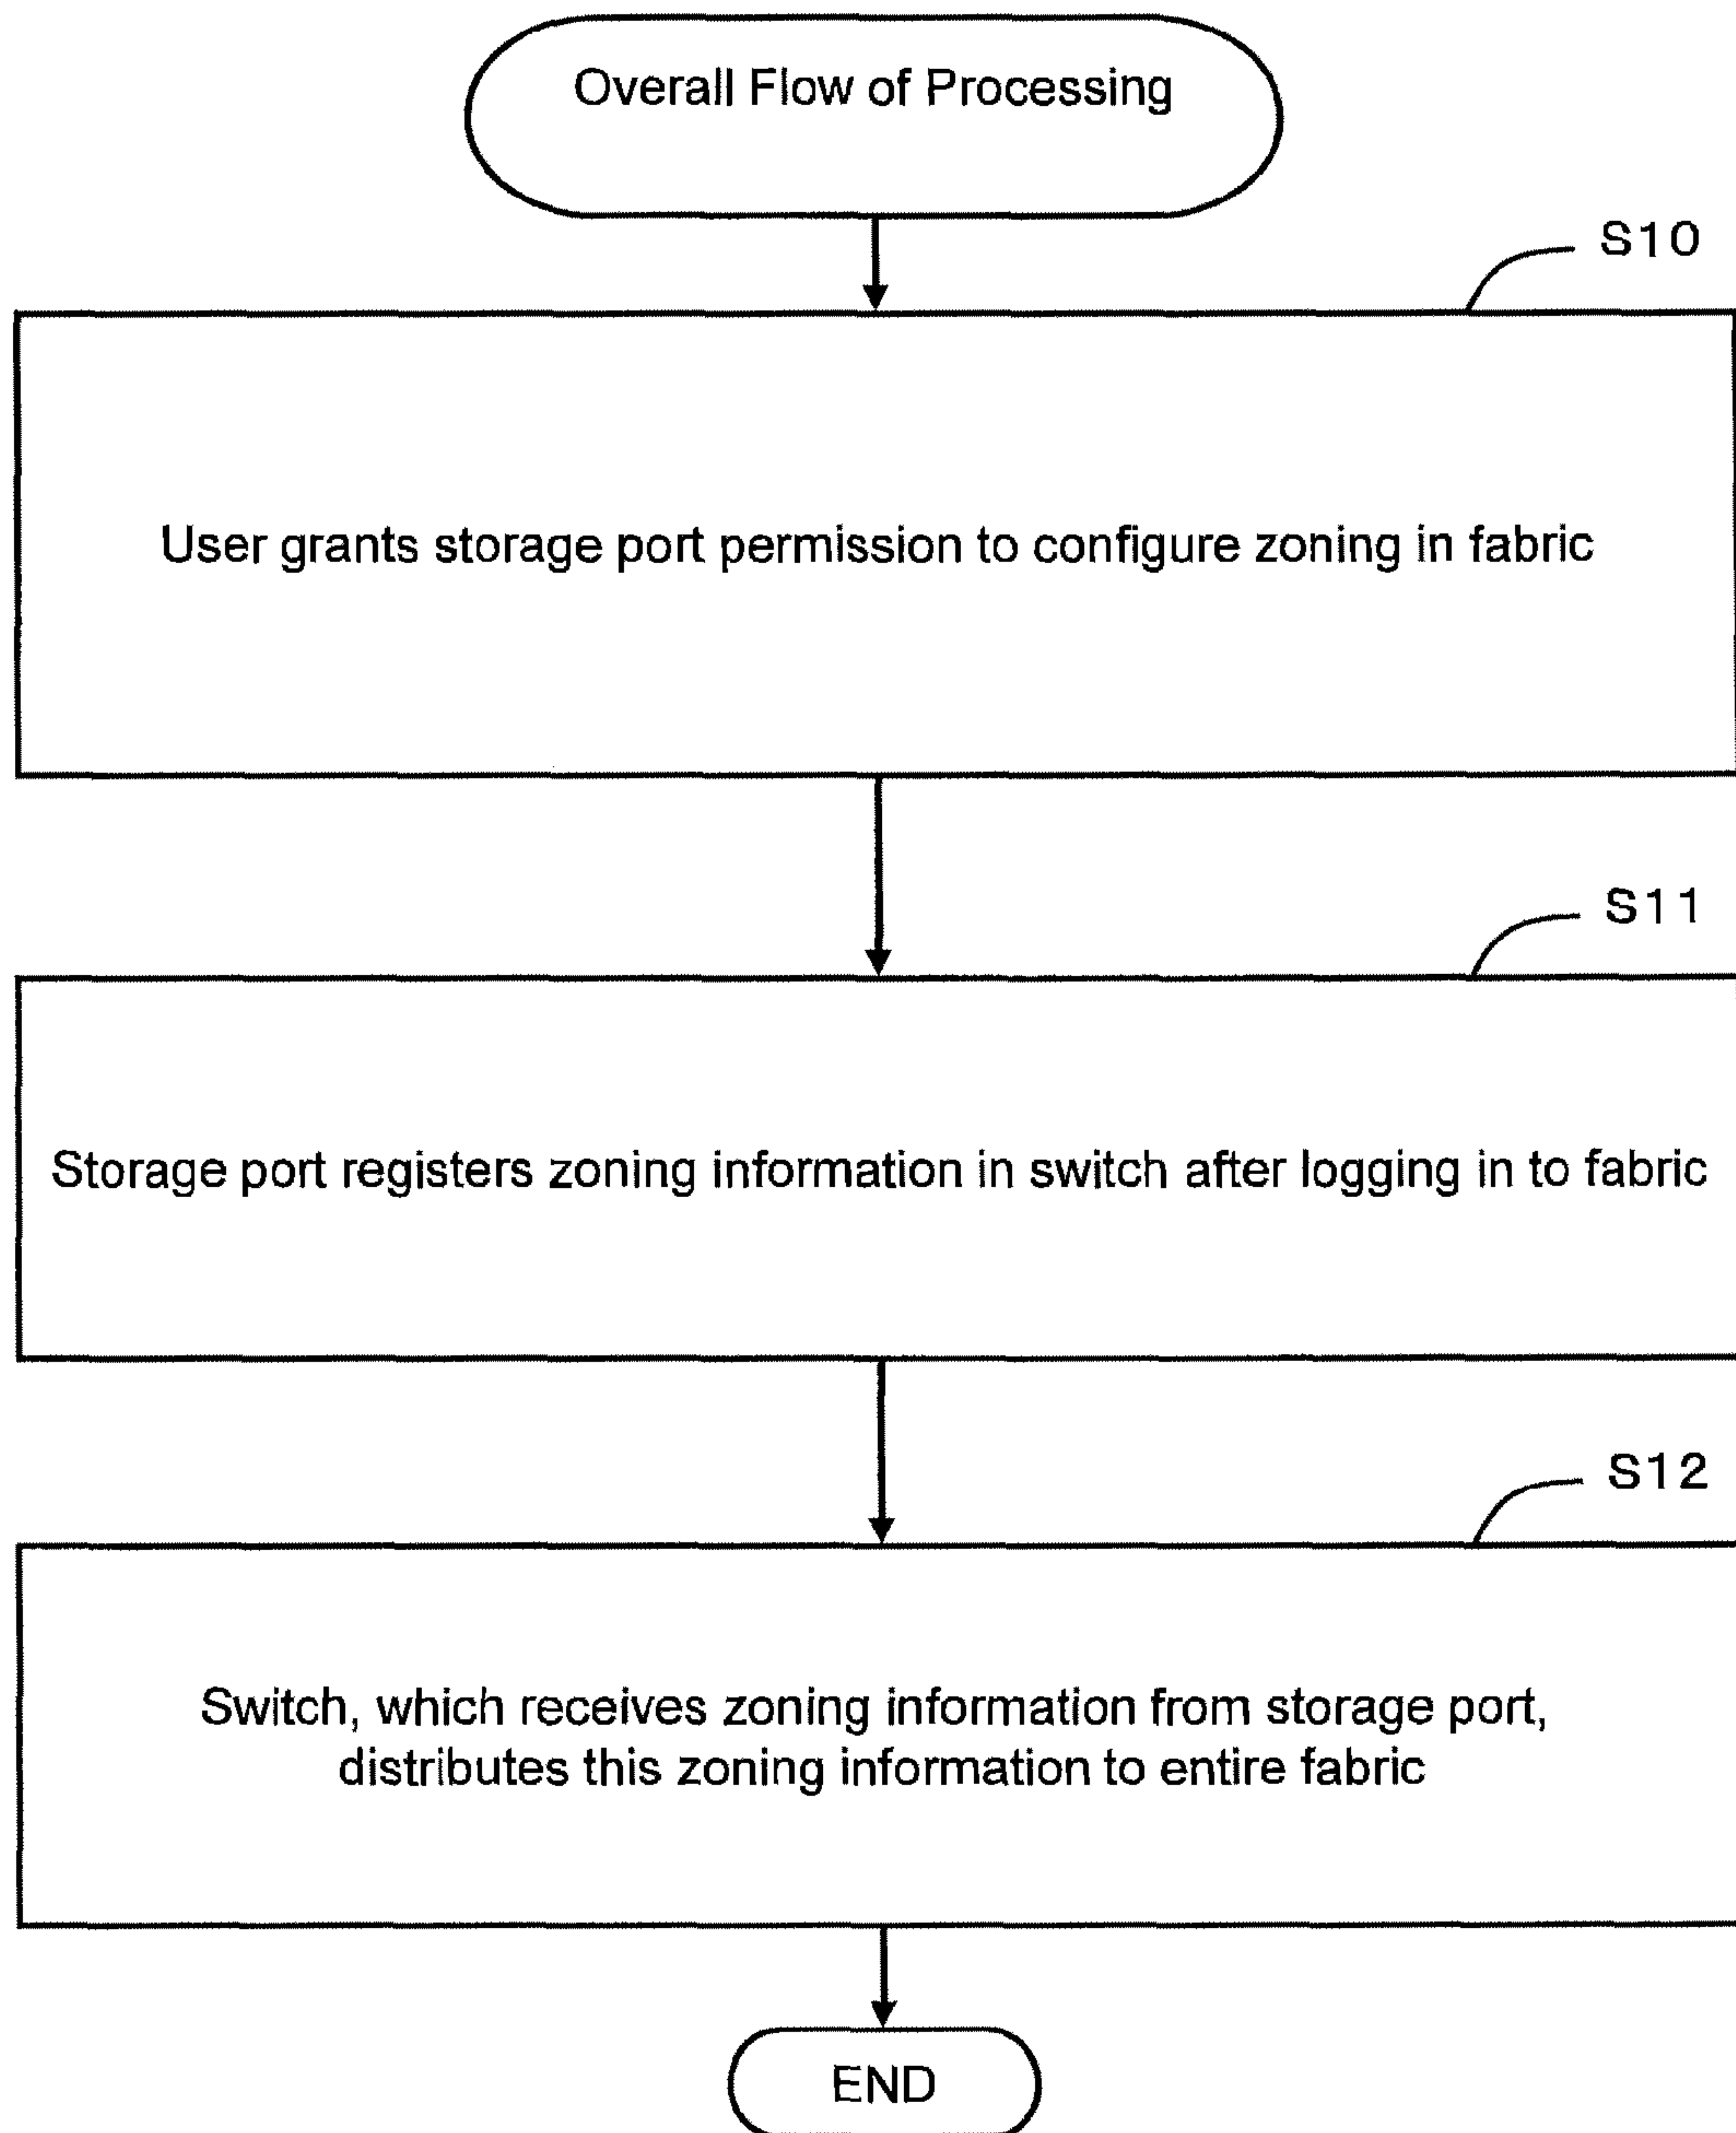 Overall Flow of Processing
S10
User grants storage port permission to configure zoning in fabric
S11
Storage port registers zoning information in switch after logging in to fabric
S12
Switch, which receives zoning information from storage port,
distributes this zoning information to entire fabric
END